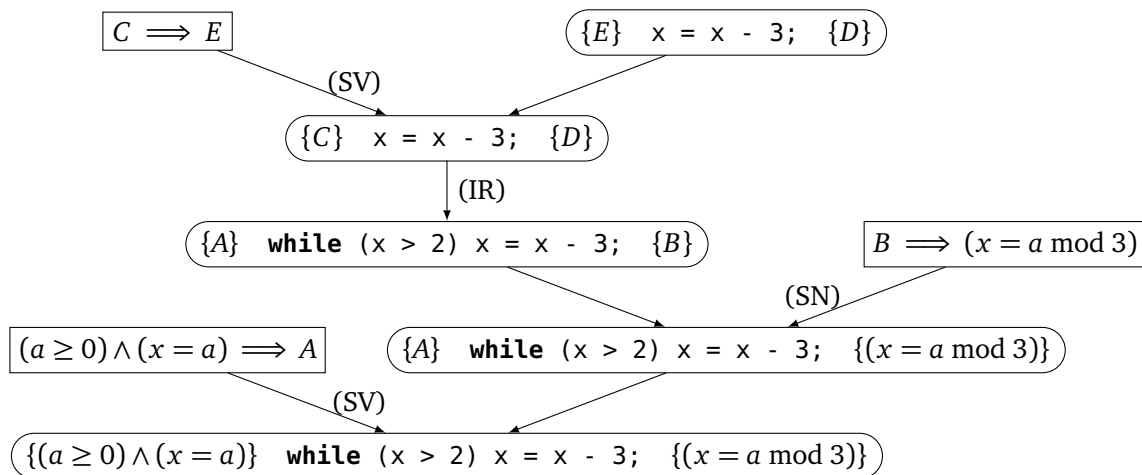 C ⟹ E
{E} x = x - 3; {D}
(SV)
{C} x = x - 3; {D}
(IR)
{A} while (x > 2) x = x - 3; {B}
B ⟹ (x = a mod 3)
(SN)
(a ≥ 0) ∧ (x = a) ⟹ A
{A} while (x > 2) x = x - 3; {(x = a mod 3)}
(SV)
{(a ≥ 0) ∧ (x = a)} while (x > 2) x = x - 3; {(x = a mod 3)}